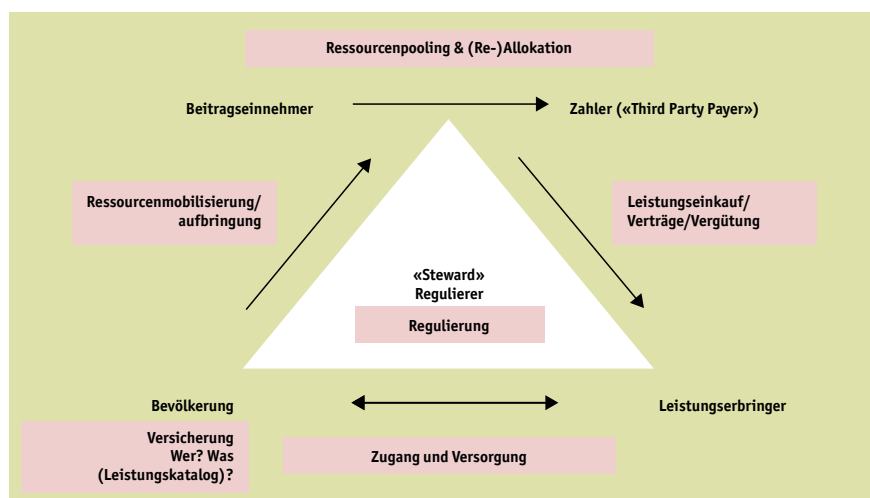 Ressourcenpooling & (Re-)Allokation
Beitragseinnehmer
Zahler («Third Party Payer»)
Ressourcenmobilisierung/
aufbringung
Leistungseinkauf/
Verträge/Vergütung
«Steward»
Regulierer
Regulierung
Bevölkerung
Leistungserbringer
Versicherung
Wer? Was
(Leistungskatalog)?
Zugang und Versorgung